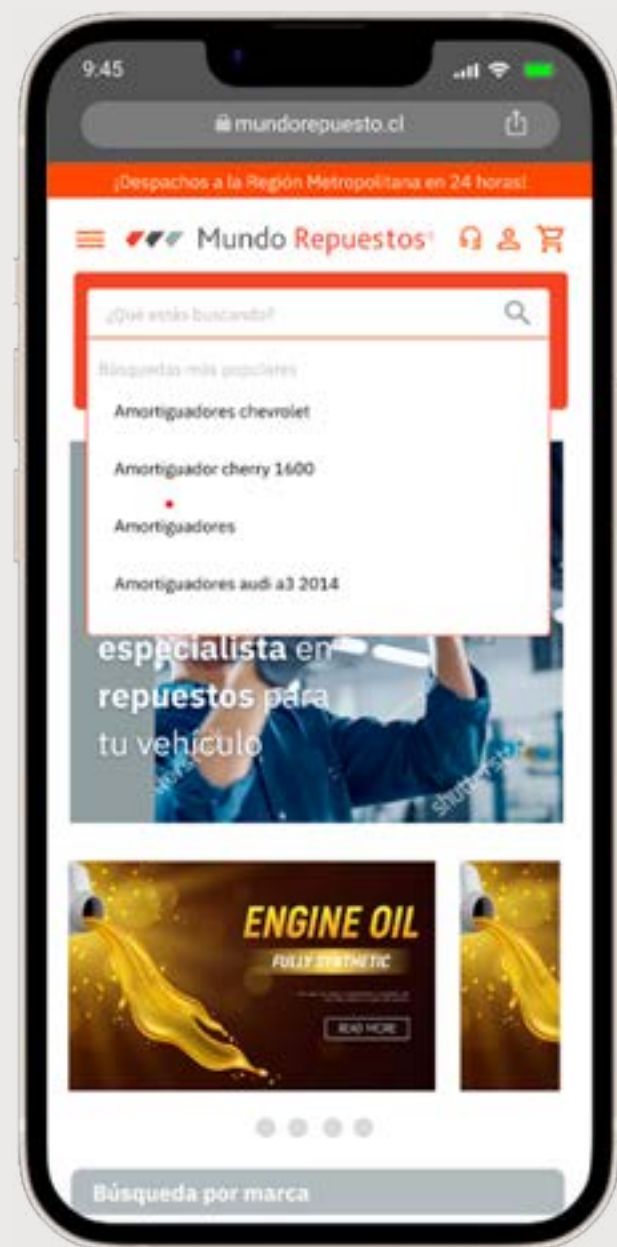 9:45
mundorepuesto.cl
¡Despachos a la Región Metropolitana en 24 horas!
Mundo Repuestos
¿Qué estás buscando?
Búsquedas más populares
Amortiguadores chevrolet
Amortiguador cherry 1600
Amortiguadores
Amortiguadores audi a3 2014
especialista en
repuestos para
tu vehículo
shutterstock
ENGINE OIL
FULLY SYNTHETIC
READ MORE
Búsqueda por marca